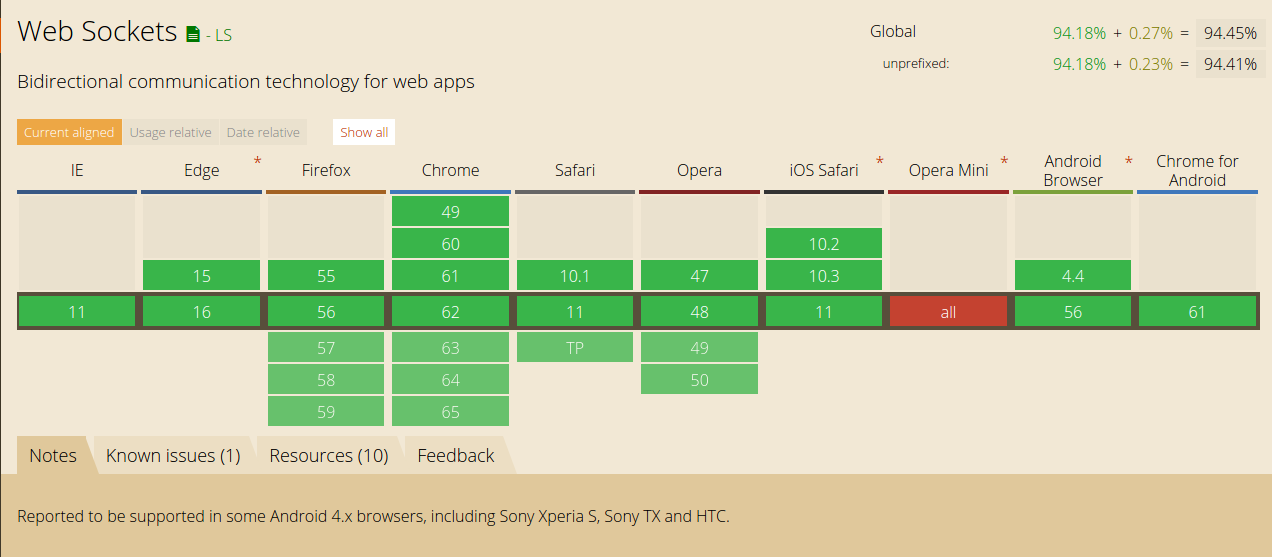 Web Sockets - LS
Global 94.18% + 0.27% = 94.45%
unprefixed: 94.18% + 0.23% = 94.41%
Bidirectional communication technology for web apps
Current aligned Usage relative Date relative Show all
IE Edge * Firefox Chrome Safari Opera iOS Safari * Opera Mini * Android Browser * Chrome for Android
49
60 10.2
15 55 61 10.1 47 10.3 4.4
11 16 56 62 11 48 11 all 56 61
57 63 TP 49
58 64 50
59 65
Notes Known issues (1) Resources (10) Feedback
Reported to be supported in some Android 4.x browsers, including Sony Xperia S, Sony TX and HTC.